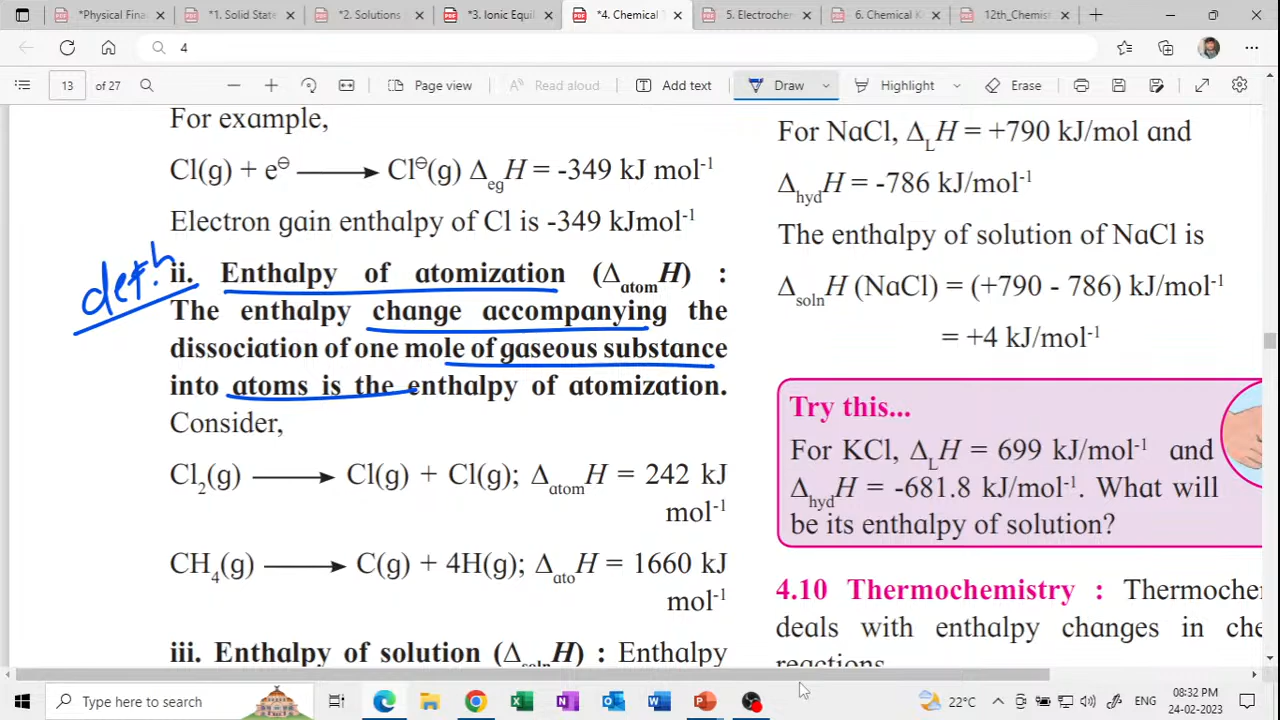 *Physical Finan
*1. Solid State
*2. Solutions
*3. Ionic Equil
*4. Chemical T
5. Electrochem
6. Chemical K
12th_Chemist
4
13 of 27
Page view
Read aloud
Add text
Draw
Highlight
Erase
For example,
Cl(g) + e⊖ ⟶ Cl⊖(g) ΔegH = -349 kJ mol-1
Electron gain enthalpy of Cl is -349 kJmol-1
defn
ii. Enthalpy of atomization (ΔatomH) :
The enthalpy change accompanying the
dissociation of one mole of gaseous substance
into atoms is the enthalpy of atomization.
Consider,
Cl2(g) ⟶ Cl(g) + Cl(g); ΔatomH = 242 kJ
mol-1
CH4(g) ⟶ C(g) + 4H(g); ΔatoH = 1660 kJ
mol-1
iii. Enthalpy of solution (ΔsolnH) : Enthalpy
For NaCl, ΔLH = +790 kJ/mol and
ΔhydH = -786 kJ/mol-1
The enthalpy of solution of NaCl is
ΔsolnH (NaCl) = (+790 - 786) kJ/mol-1
= +4 kJ/mol-1
Try this...
For KCl, ΔLH = 699 kJ/mol-1 and
ΔhydH = -681.8 kJ/mol-1. What will
be its enthalpy of solution?
4.10 Thermochemistry : Thermocher
deals with enthalpy changes in che
reactions
Type here to search
22°C
08:32 PM
24-02-2023